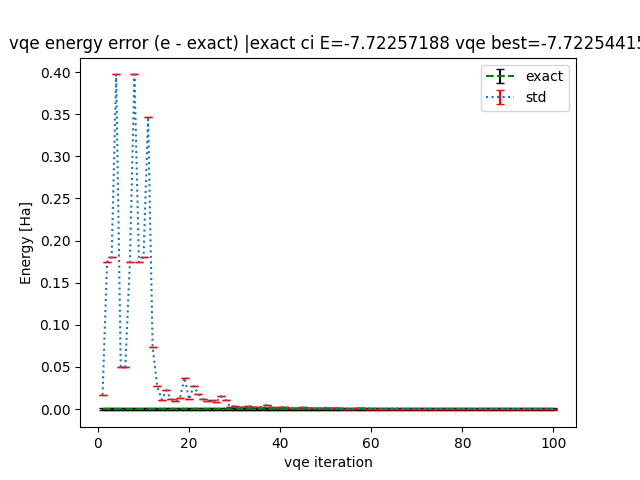 vqe energy error (e - exact) |exact ci E=-7.72257188 vqe best=-7.72254415
exact
std
Energy [Ha]
0.40
0.35
0.30
0.25
0.20
0.15
0.10
0.05
0.00
0 20 40 60 80 100
vqe iteration